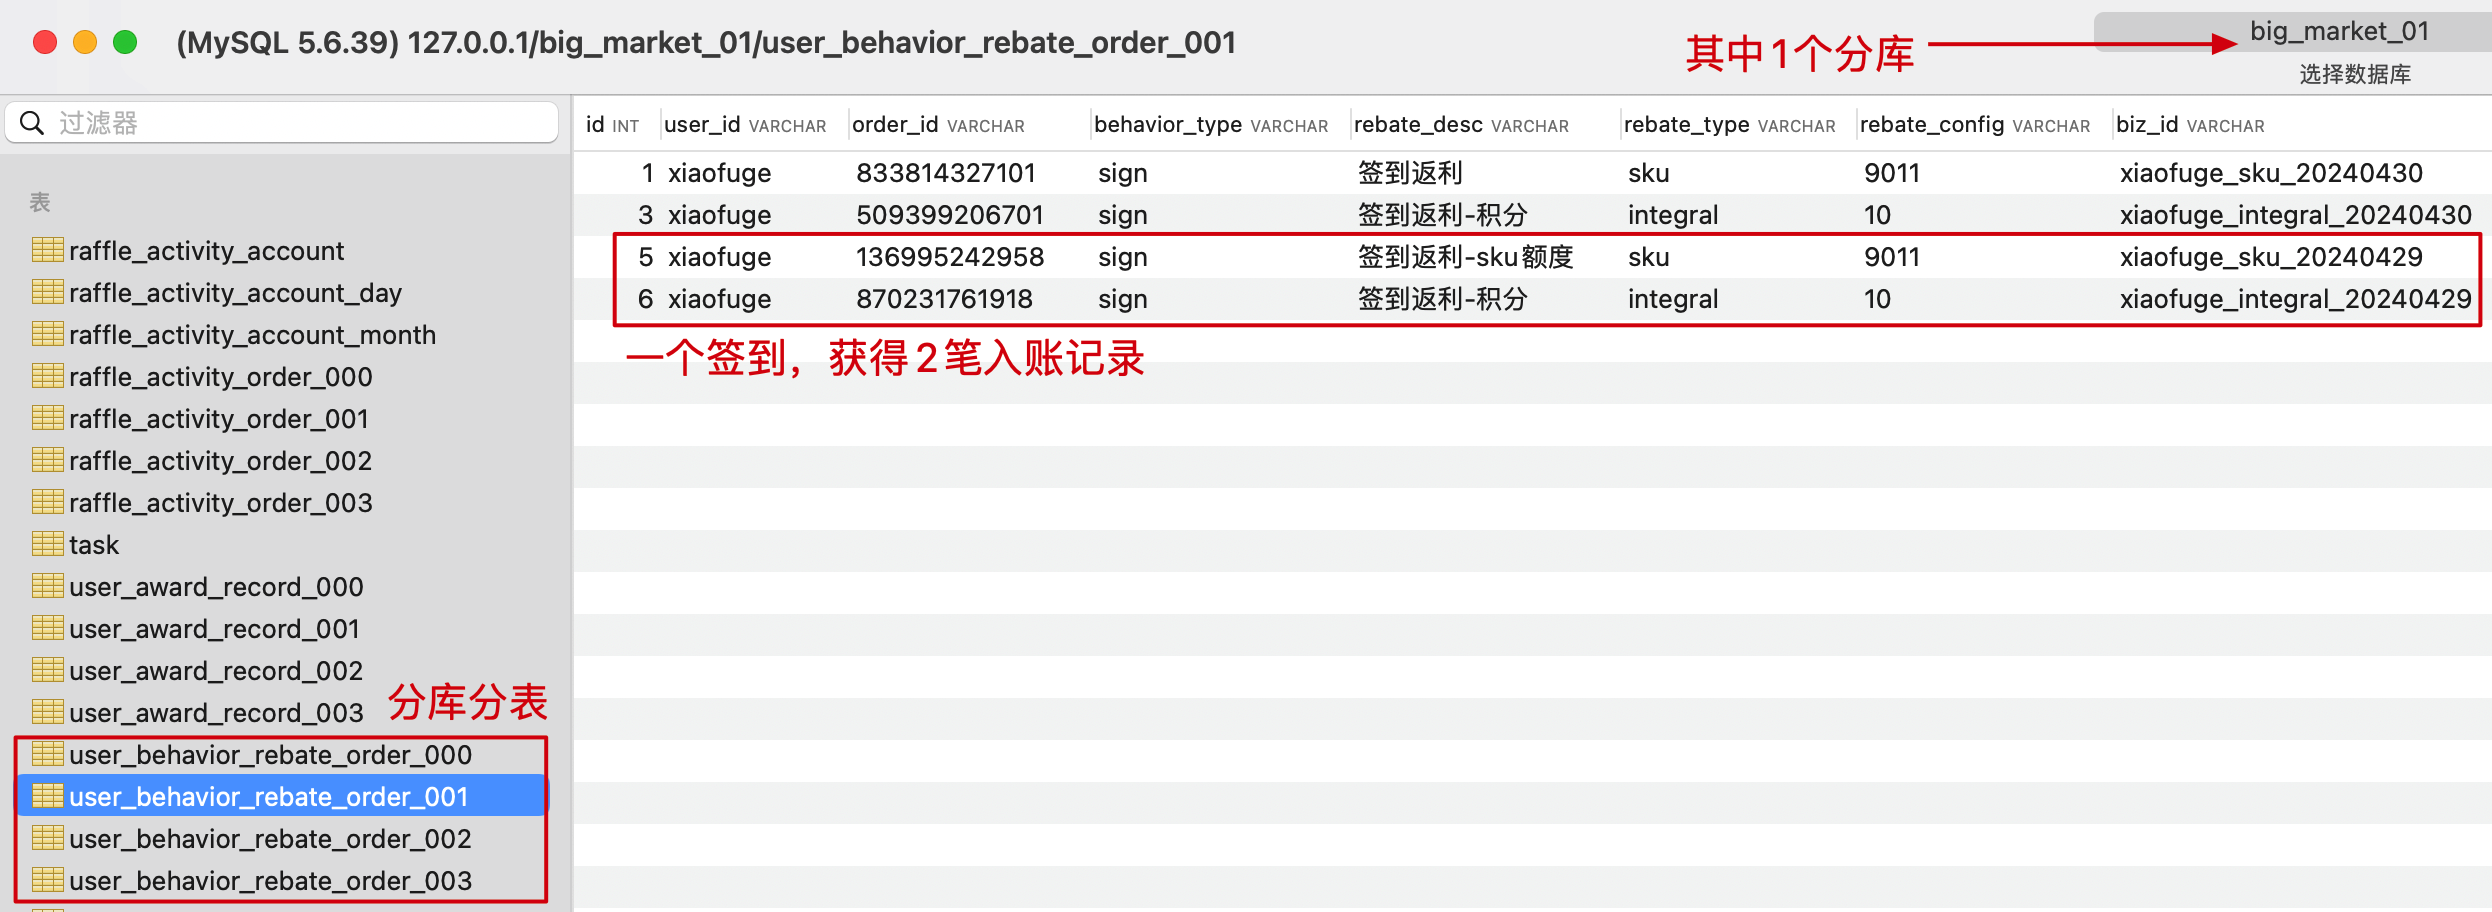 (MySQL 5.6.39) 127.0.0.1/big_market_01/user_behavior_rebate_order_001
其中1个分库
big_market_01
选择数据库
过滤器
表
raffle_activity_account
raffle_activity_account_day
raffle_activity_account_month
raffle_activity_order_000
raffle_activity_order_001
raffle_activity_order_002
raffle_activity_order_003
task
user_award_record_000
user_award_record_001
user_award_record_002
user_award_record_003
分库分表
user_behavior_rebate_order_000
user_behavior_rebate_order_001
user_behavior_rebate_order_002
user_behavior_rebate_order_003
id INT user_id VARCHAR order_id VARCHAR behavior_type VARCHAR rebate_desc VARCHAR rebate_type VARCHAR rebate_config VARCHAR biz_id VARCHAR
1 xiaofuge 833814327101 sign 签到返利 sku 9011 xiaofuge_sku_20240430
3 xiaofuge 509399206701 sign 签到返利-积分 integral 10 xiaofuge_integral_20240430
5 xiaofuge 136995242958 sign 签到返利-sku额度 sku 9011 xiaofuge_sku_20240429
6 xiaofuge 870231761918 sign 签到返利-积分 integral 10 xiaofuge_integral_20240429
一个签到，获得2笔入账记录